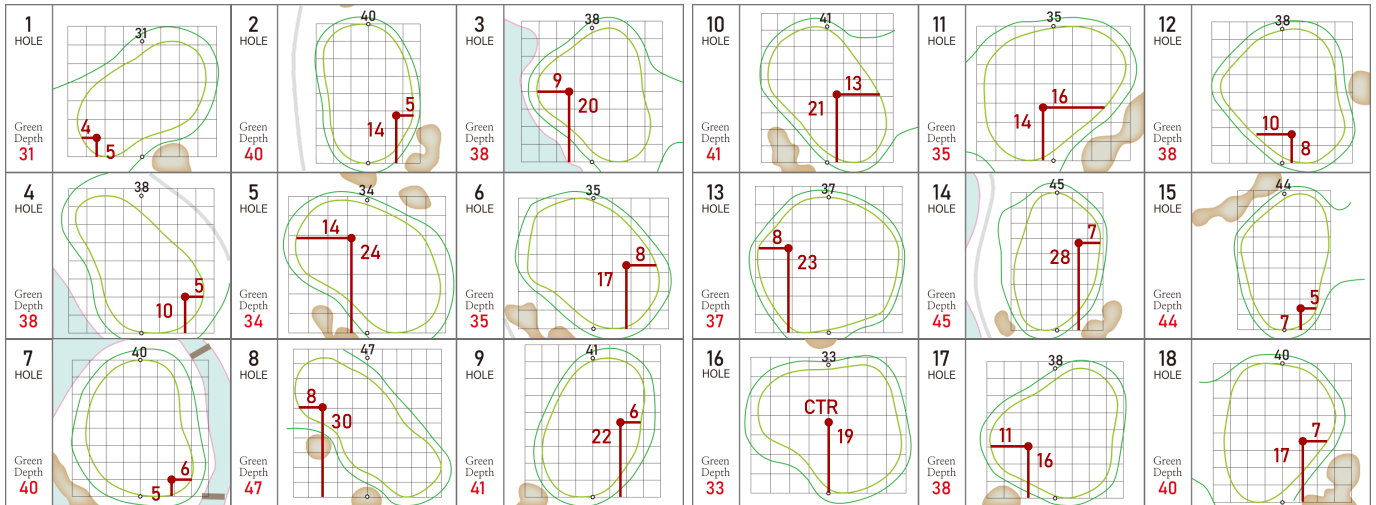 1
HOLE
31
4
5
Green
Depth
31
2
HOLE
40
5
14
Green
Depth
40
3
HOLE
38
9
20
Green
Depth
38
4
HOLE
38
5
10
Green
Depth
38
5
HOLE
34
14
24
Green
Depth
34
6
HOLE
35
8
17
Green
Depth
35
7
HOLE
40
6
5
Green
Depth
40
8
HOLE
47
8
30
Green
Depth
47
9
HOLE
41
6
22
Green
Depth
41
10
HOLE
41
13
21
Green
Depth
41
11
HOLE
35
16
14
Green
Depth
35
12
HOLE
38
10
8
Green
Depth
38
13
HOLE
37
8
23
Green
Depth
37
14
HOLE
45
7
28
Green
Depth
45
15
HOLE
44
5
7
Green
Depth
44
16
HOLE
33
CTR
19
Green
Depth
33
17
HOLE
38
11
16
Green
Depth
38
18
HOLE
40
7
17
Green
Depth
40